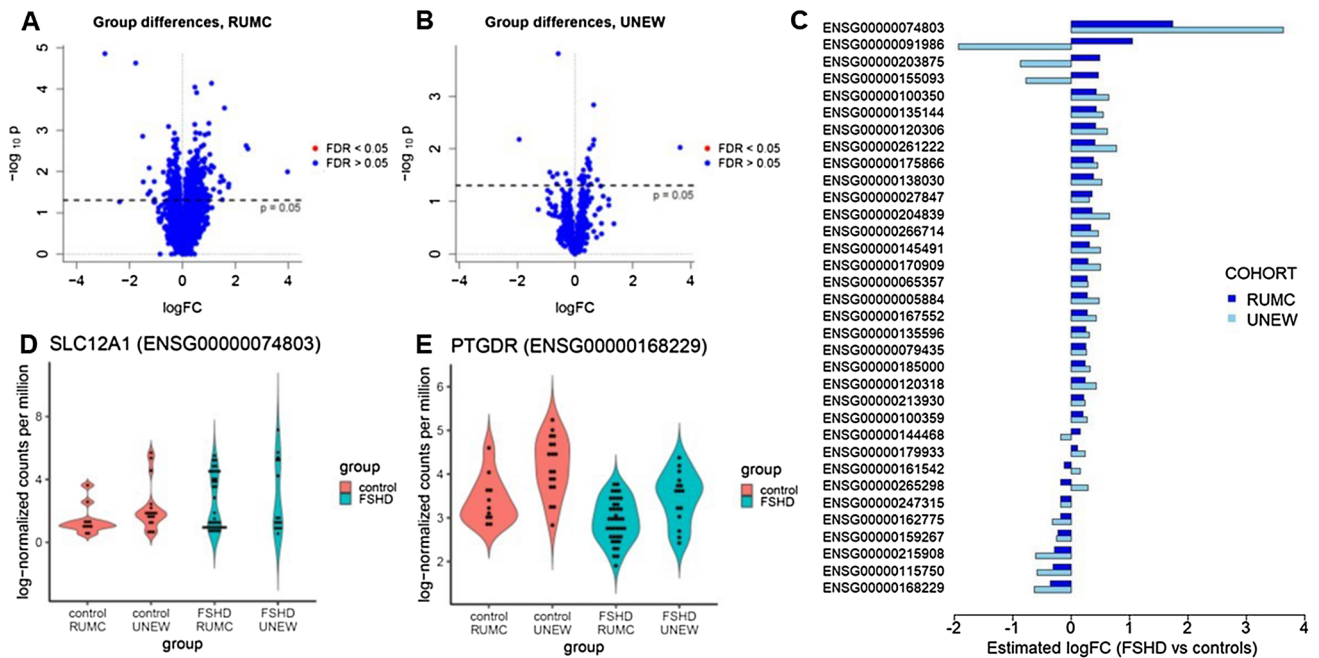 A
Group differences, RUMC
−log 10 p
5
4
3
2
1
0
FDR < 0.05
FDR > 0.05
p = 0.05
−4 −2 0 2 4
logFC
B
Group differences, UNEW
−log 10 p
3
2
1
0
FDR < 0.05
FDR > 0.05
p = 0.05
−4 −2 0 2 4
logFC
C
ENSG00000074803
ENSG00000091986
ENSG00000203875
ENSG00000155093
ENSG00000100350
ENSG00000135144
ENSG00000120306
ENSG00000261222
ENSG00000175866
ENSG00000138030
ENSG00000027847
ENSG00000204839
ENSG00000266714
ENSG00000145491
ENSG00000170909
ENSG00000065357
ENSG00000005884
ENSG00000167552
ENSG00000135596
ENSG00000079435
ENSG00000185000
ENSG00000120318
ENSG00000213930
ENSG00000100359
ENSG00000144468
ENSG00000179933
ENSG00000161542
ENSG00000265298
ENSG00000247315
ENSG00000162775
ENSG00000159267
ENSG00000215908
ENSG00000115750
ENSG00000168229
COHORT
RUMC
UNEW
-2 -1 0 1 2 3 4
Estimated logFC (FSHD vs controls)
D SLC12A1 (ENSG00000074803)
log−normalized counts per million
8
4
0
control RUMC
control UNEW
FSHD RUMC
FSHD UNEW
group
group
control
FSHD
E PTGDR (ENSG00000168229)
log−normalized counts per million
6
5
4
3
2
control RUMC
control UNEW
FSHD RUMC
FSHD UNEW
group
group
control
FSHD